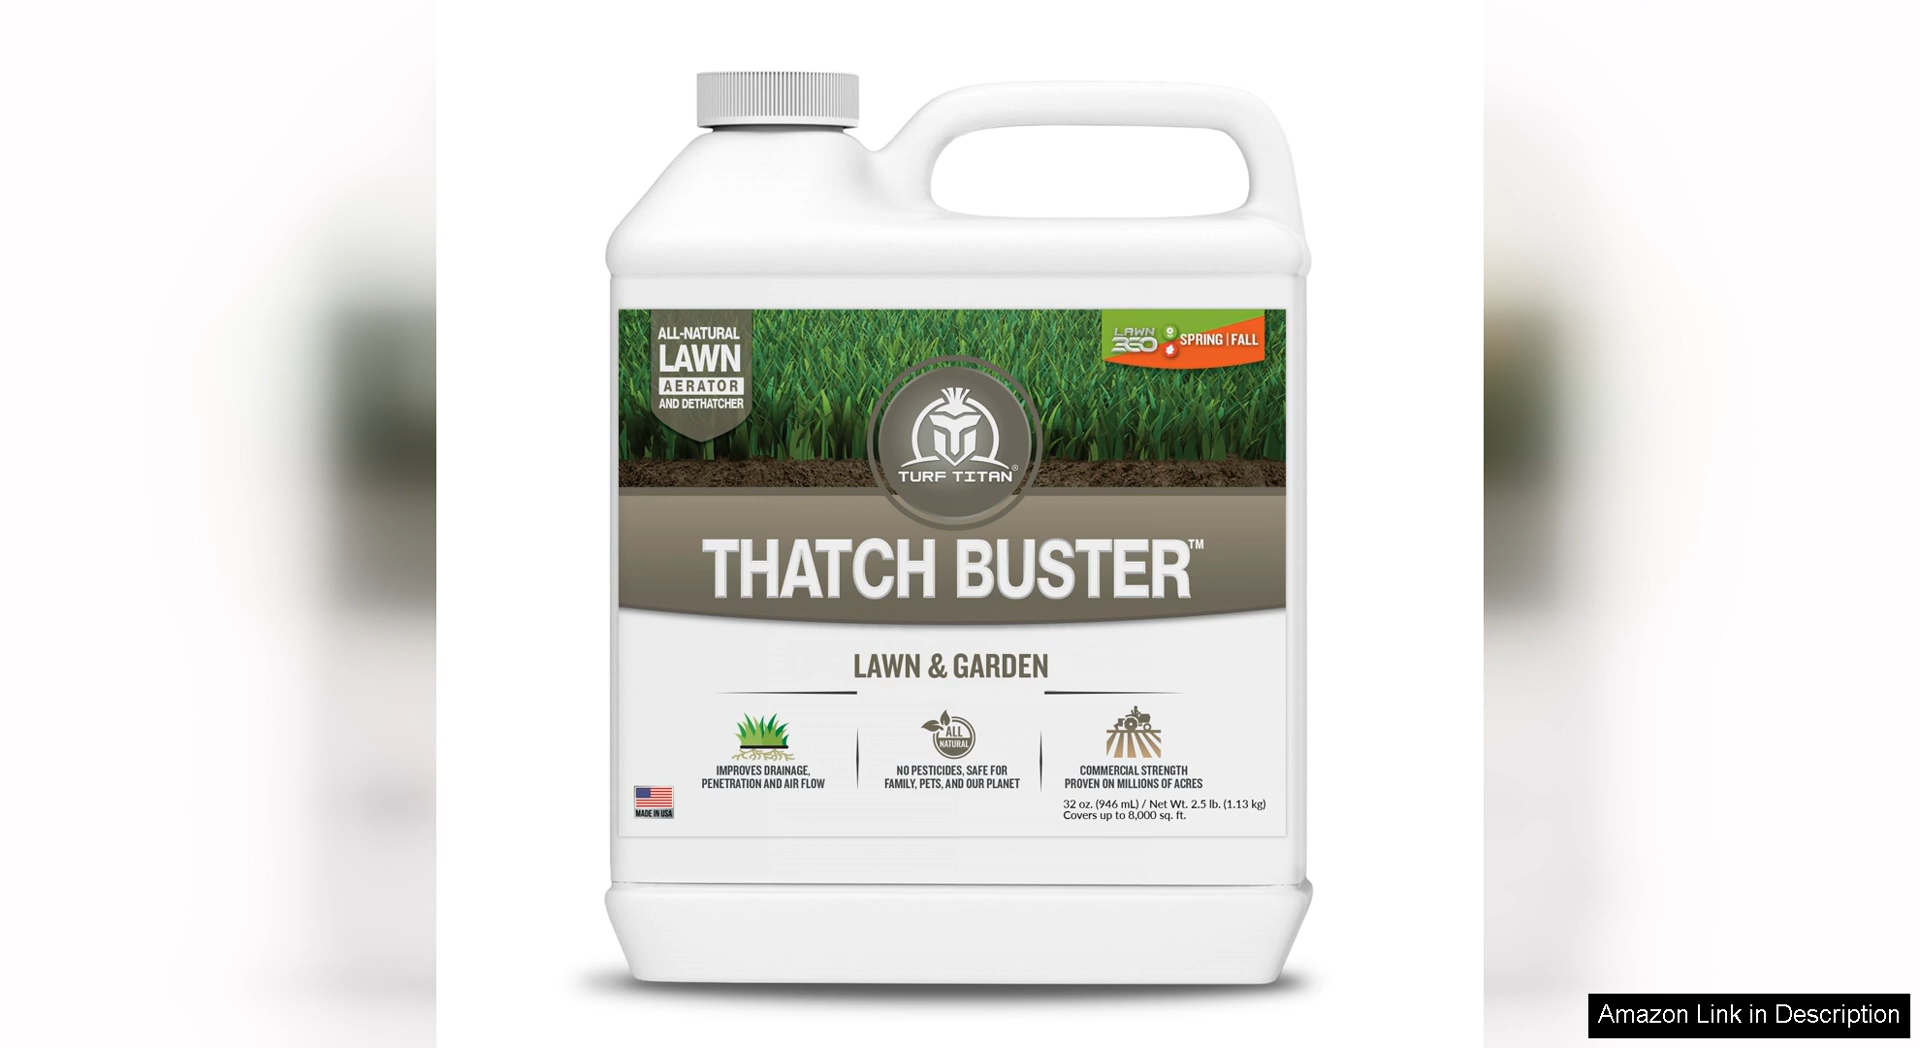 ALL-NATURAL
LAWN
AERATOR
AND DETHATCHER
LAWN
360
SPRING | FALL
TURF TITAN®
THATCH BUSTER™
LAWN & GARDEN
ALL
NATURAL
IMPROVES DRAINAGE,
PENETRATION AND AIR FLOW
NO PESTICIDES, SAFE FOR
FAMILY, PETS, AND OUR PLANET
COMMERCIAL STRENGTH
PROVEN ON MILLIONS OF ACRES
MADE IN USA
32 oz. (946 mL) / Net Wt. 2.5 lb. (1.13 kg)
Covers up to 8,000 sq. ft.
Amazon Link in Description